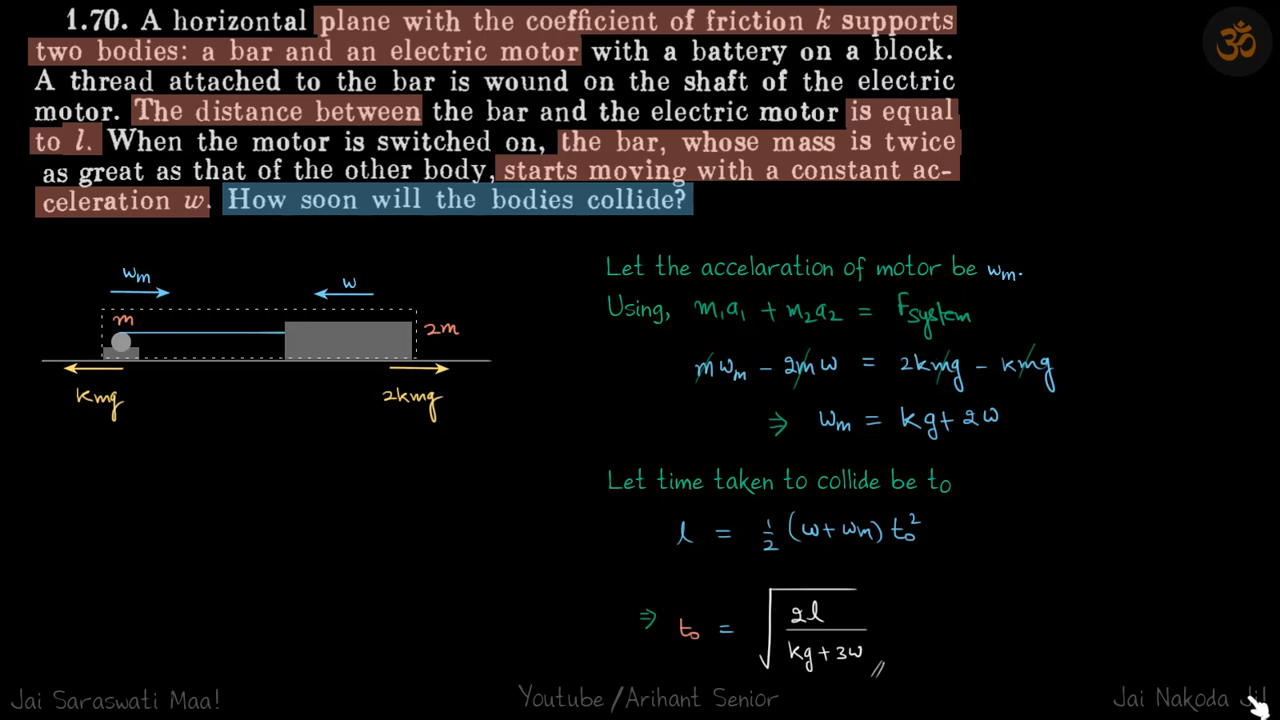 1.70. A horizontal plane with the coefficient of friction k supports
two bodies: a bar and an electric motor with a battery on a block.
A thread attached to the bar is wound on the shaft of the electric
motor. The distance between the bar and the electric motor is equal
to l. When the motor is switched on, the bar, whose mass is twice
as great as that of the other body, starts moving with a constant ac-
celeration w. How soon will the bodies collide?
ॐ
wₘ
w
m
2m
kmg
2kmg
Let the accelaration of motor be wₘ.
Using, m₁a₁ + m₂a₂ = Fsystem
mwₘ - 2mw = 2kmg - kmg
⇒ wₘ = kg + 2w
Let time taken to collide be t₀
l = 1/2 (w + wₘ) t₀²
⇒ t₀ = √(2l / (kg + 3w)) //
Jai Saraswati Maa!
Youtube /Arihant Senior
Jai Nakoda Ji!